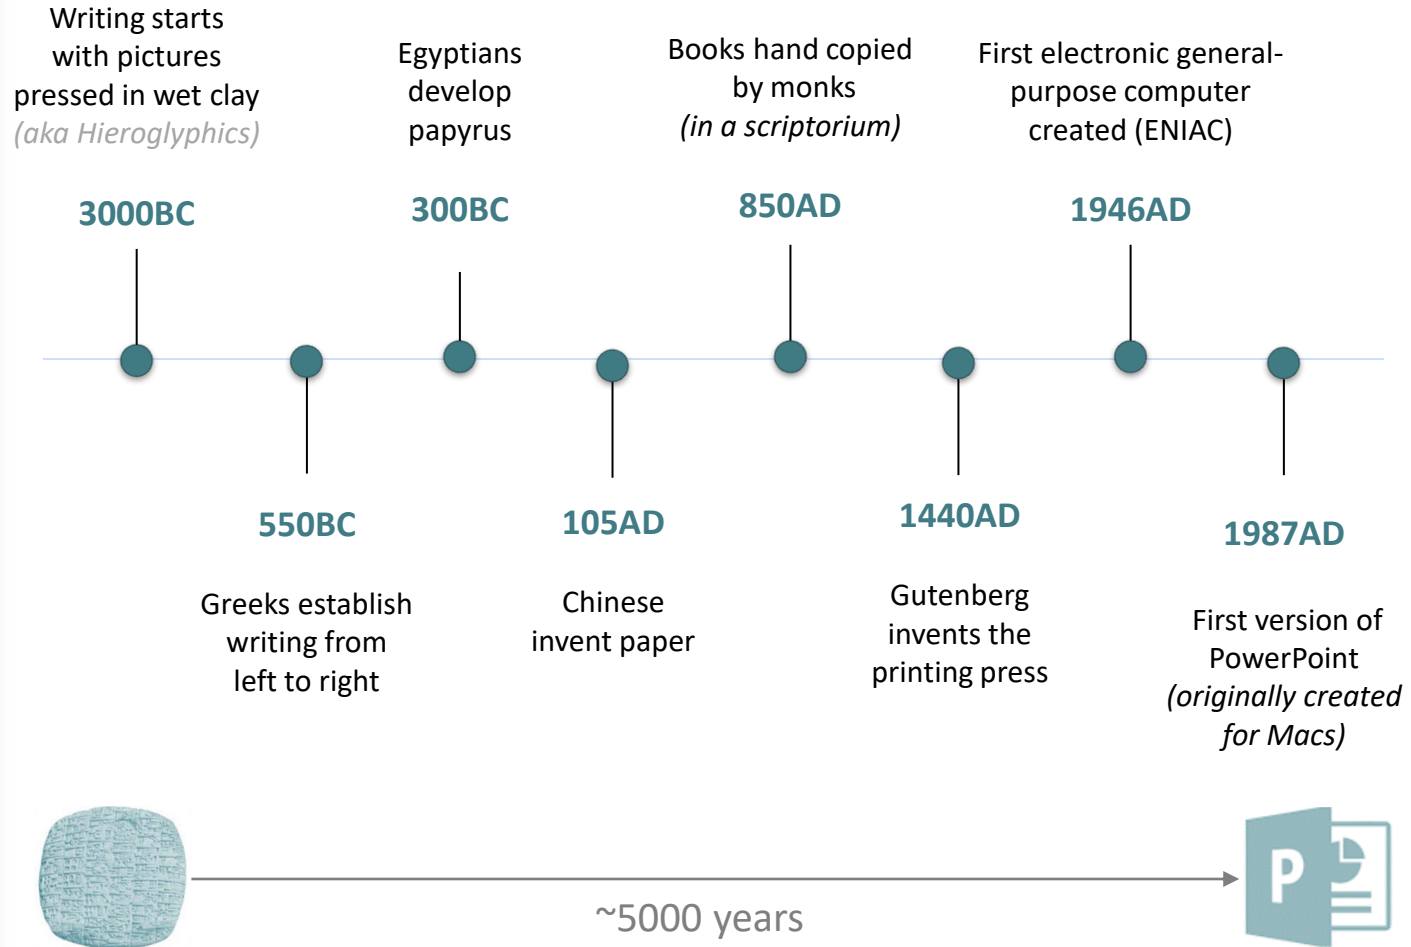 Writing starts
with pictures
pressed in wet clay
(aka Hieroglyphics)
3000BC
Egyptians
develop
papyrus
300BC
Books hand copied
by monks
(in a scriptorium)
850AD
First electronic general-
purpose computer
created (ENIAC)
1946AD
550BC
Greeks establish
writing from
left to right
105AD
Chinese
invent paper
1440AD
Gutenberg
invents the
printing press
1987AD
First version of
PowerPoint
(originally created
for Macs)
P
~5000 years